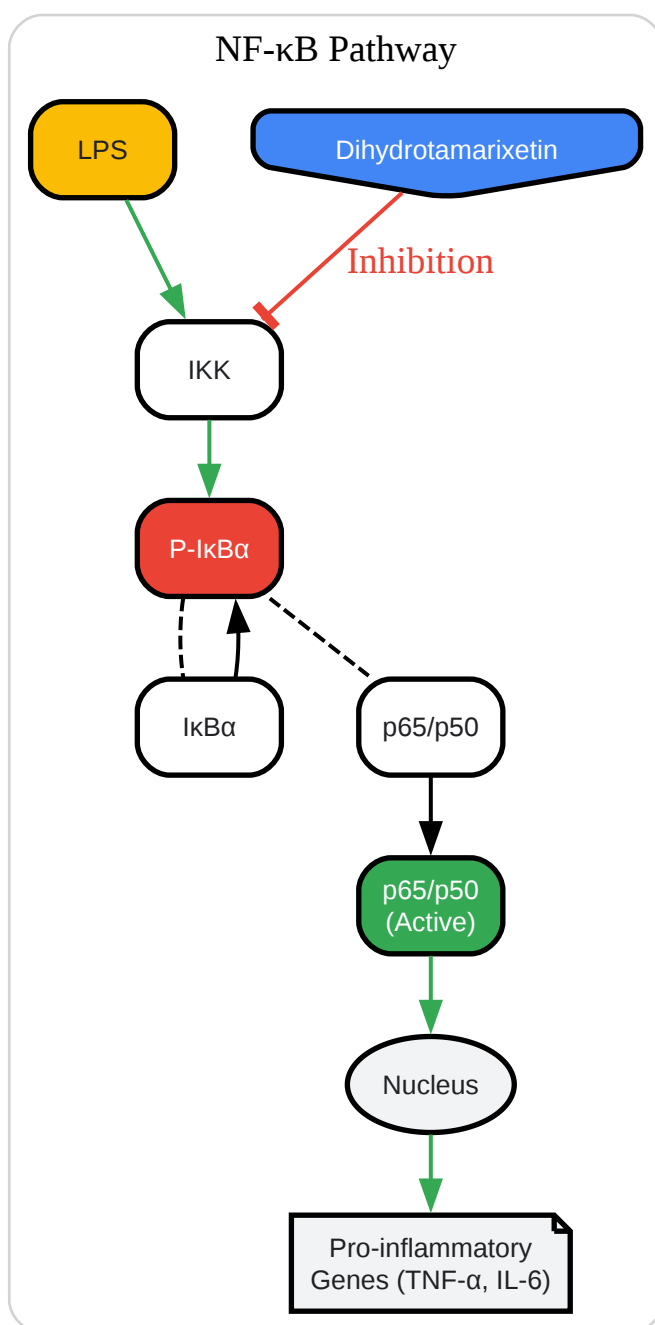 NF-κB Pathway
LPS
Dihydrotamarixetin
Inhibition
IKK
P-IκBα
IκBα
p65/p50
p65/p50
(Active)
Nucleus
Pro-inflammatory
Genes (TNF-α, IL-6)